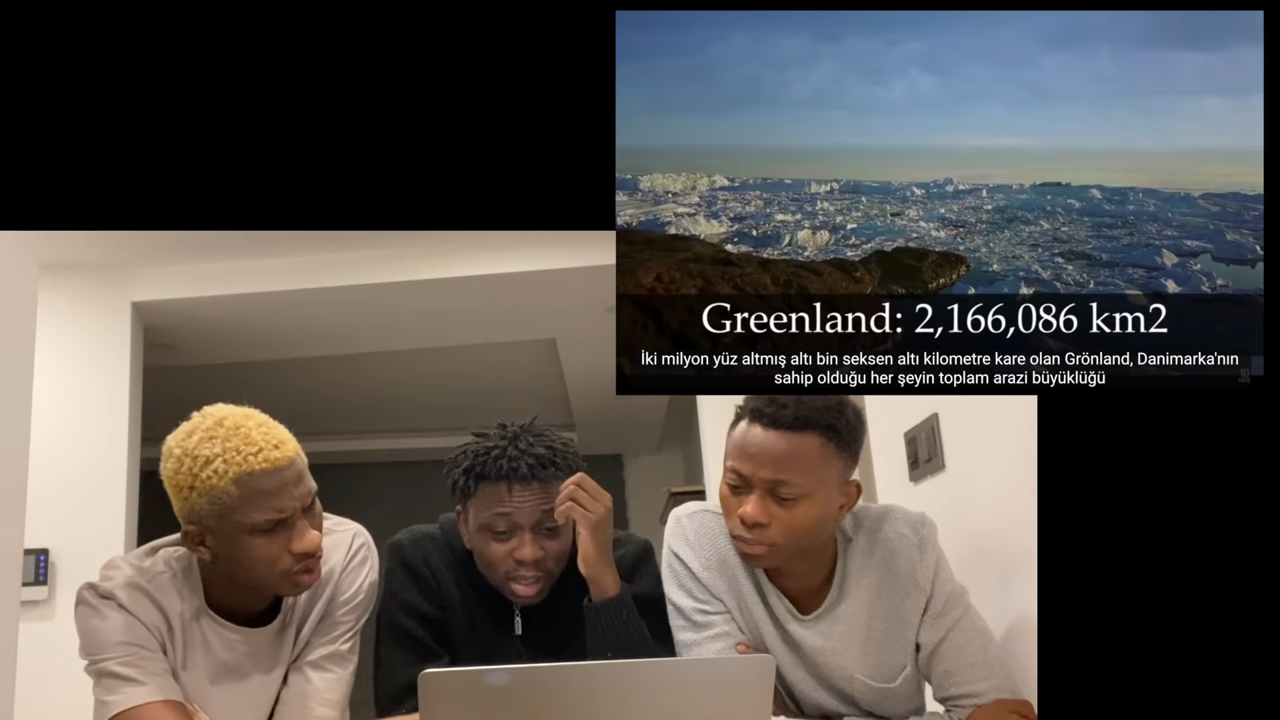 Greenland: 2,166,086 km2
İki milyon yüz altmış altı bin seksen altı kilometre kare olan Grönland, Danimarka'nın
sahip olduğu her şeyin toplam arazi büyüklüğü